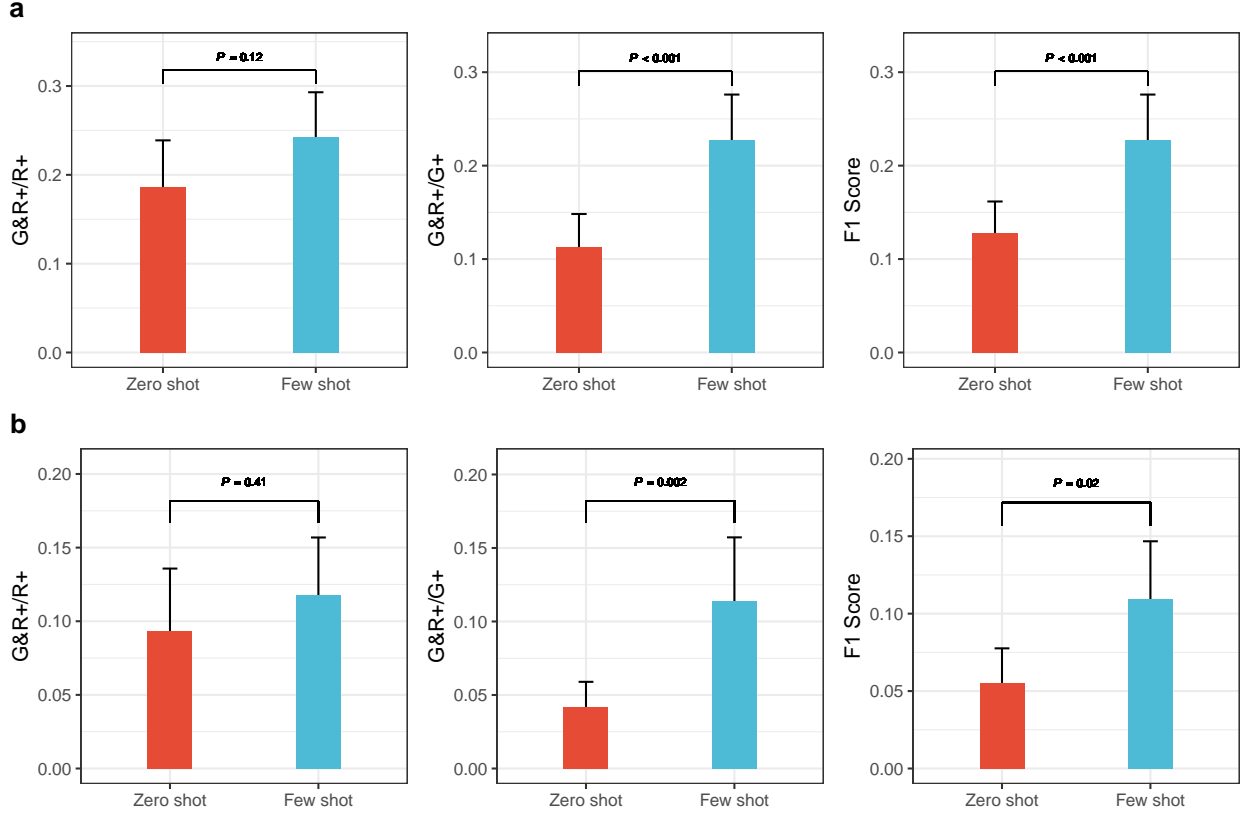 a
P = 0.12
G&R+/R+
0.3
0.2
0.1
0.0
Zero shot Few shot
P < 0.001
G&R+/G+
0.3
0.2
0.1
0.0
Zero shot Few shot
P < 0.001
F1 Score
0.3
0.2
0.1
0.0
Zero shot Few shot
b
P = 0.41
G&R+/R+
0.20
0.15
0.10
0.05
0.00
Zero shot Few shot
P = 0.002
G&R+/G+
0.20
0.15
0.10
0.05
0.00
Zero shot Few shot
P = 0.02
F1 Score
0.20
0.15
0.10
0.05
0.00
Zero shot Few shot